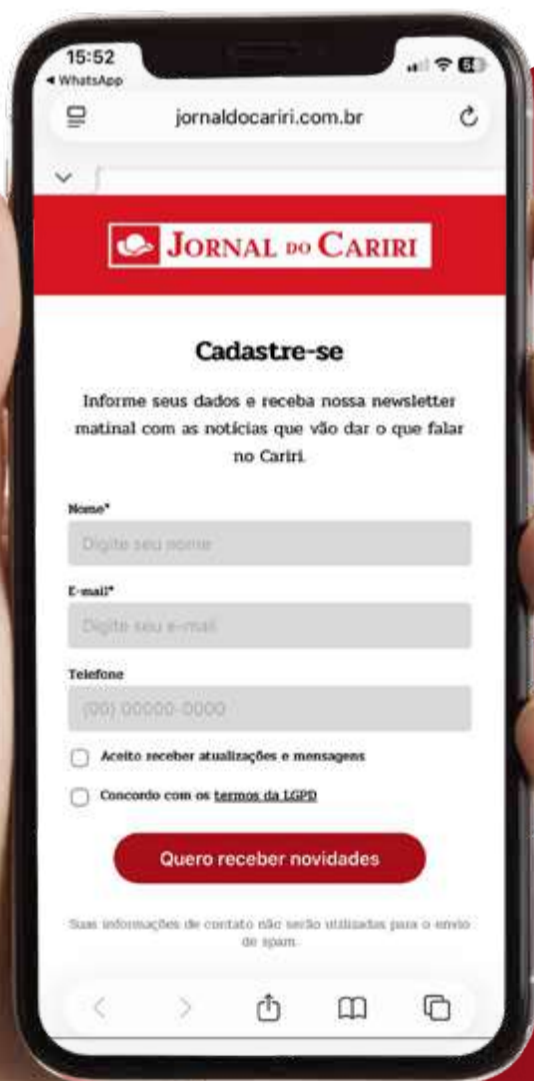 15:52
WhatsApp
jornaldocariri.com.br
JORNAL DO CARIRI
Cadastre-se
Informe seus dados e receba nossa newsletter
matinal com as notícias que vão dar o que falar
no Cariri.
Nome*
Digite seu nome
E-mail*
Digite seu e-mail
Telefone
(00) 00000-0000
Aceito receber atualizações e mensagens
Concordo com os termos da LGPD
Quero receber novidades
Suas informações de contato não serão utilizadas para o envio
de spam.